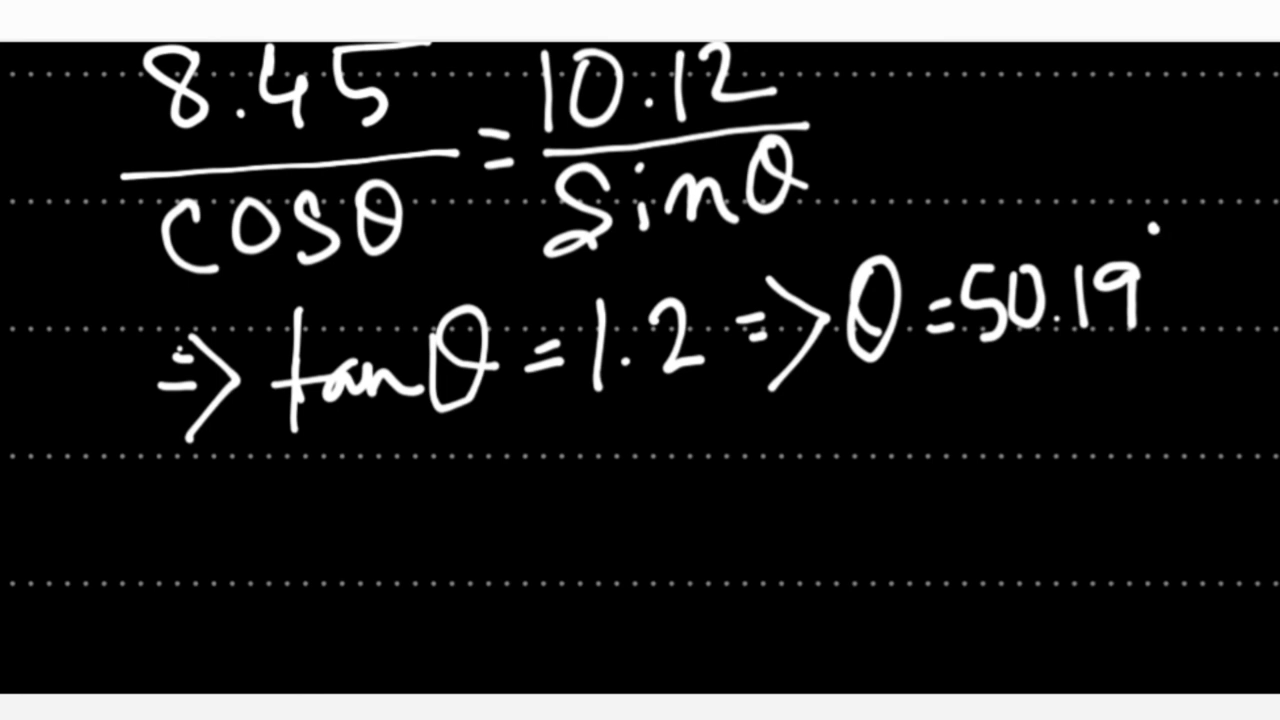 8.45/cosθ = 10.12/Sinθ
=> tanθ = 1.2 => θ = 50.19°